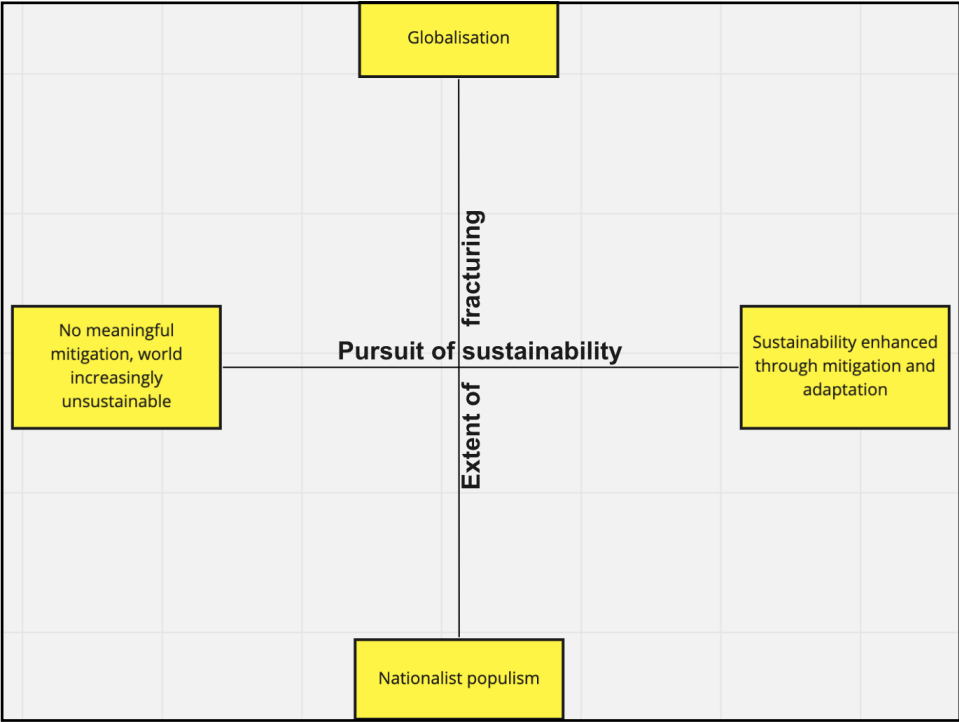 Globalisation
Extent of fracturing
No meaningful
mitigation, world
increasingly
unsustainable
Pursuit of sustainability
Sustainability enhanced
through mitigation and
adaptation
Nationalist populism